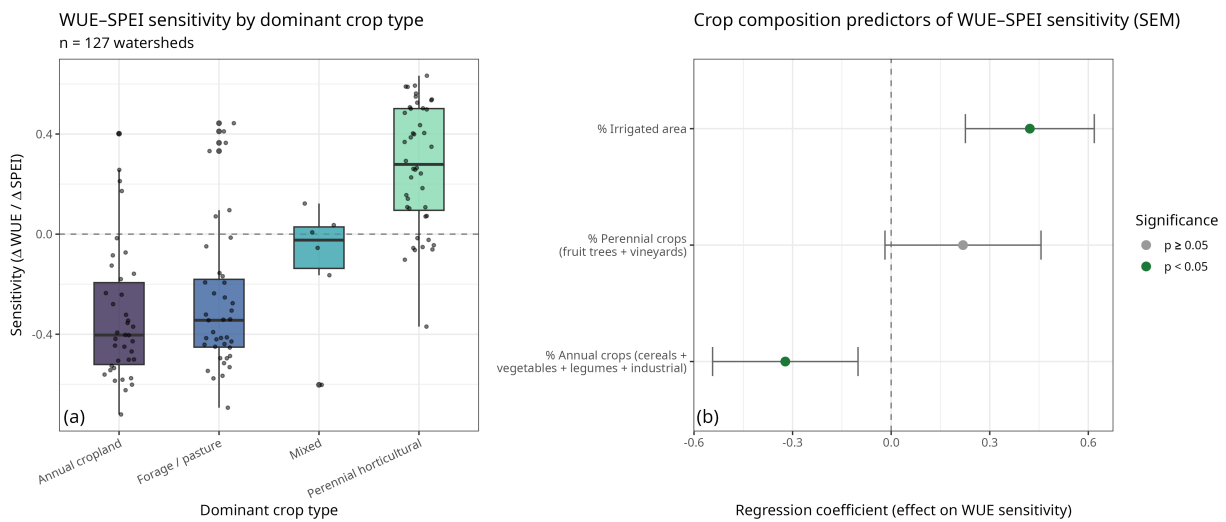 WUE–SPEI sensitivity by dominant crop type
n = 127 watersheds
Sensitivity (Δ WUE / Δ SPEI)
0.4
0.0
-0.4
(a)
Annual cropland
Forage / pasture
Mixed
Perennial horticultural
Dominant crop type
Crop composition predictors of WUE–SPEI sensitivity (SEM)
% Irrigated area
% Perennial crops
(fruit trees + vineyards)
% Annual crops (cereals +
vegetables + legumes + industrial)
(b)
-0.6
-0.3
0.0
0.3
0.6
Regression coefficient (effect on WUE sensitivity)
Significance
p ≥ 0.05
p < 0.05